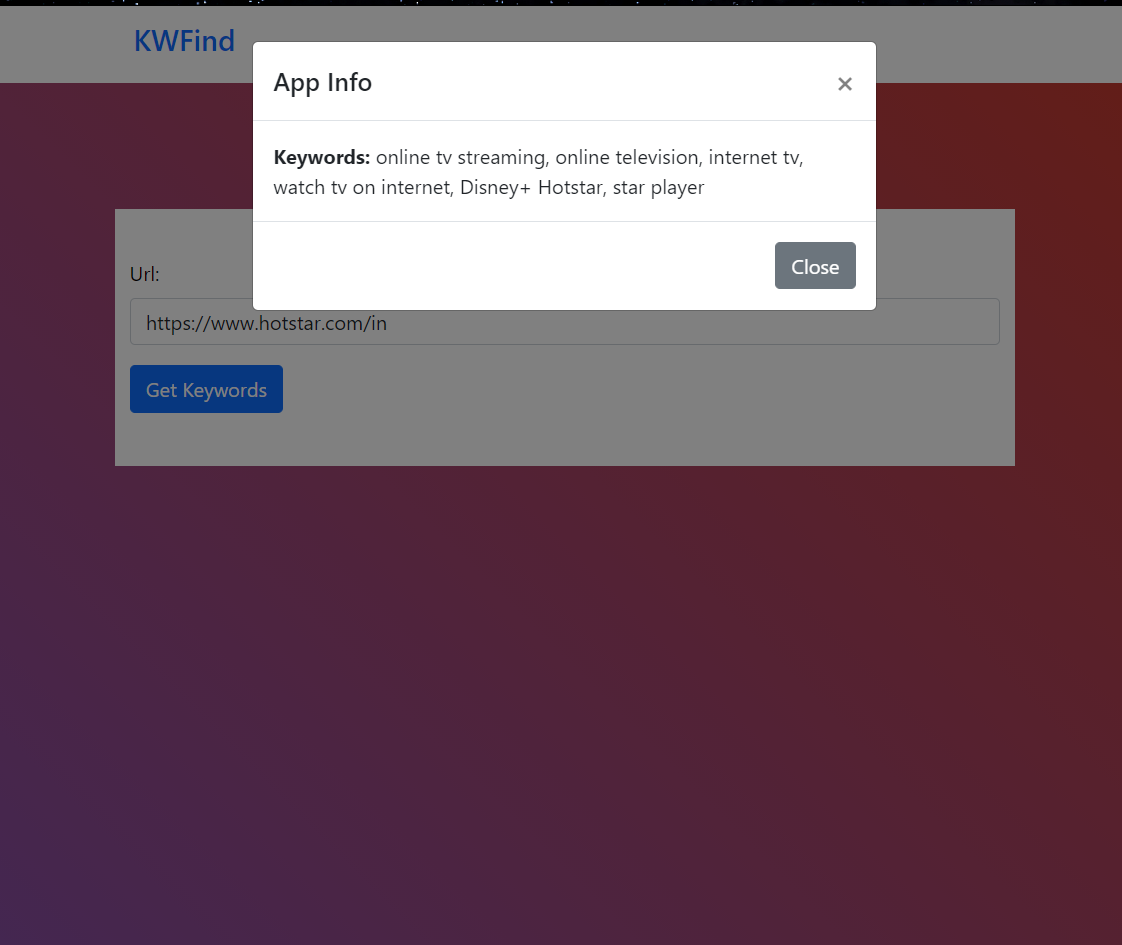 KWFind
App Info
×
Keywords: online tv streaming, online television, internet tv,
watch tv on internet, Disney+ Hotstar, star player
Close
Url:
https://www.hotstar.com/in
Get Keywords